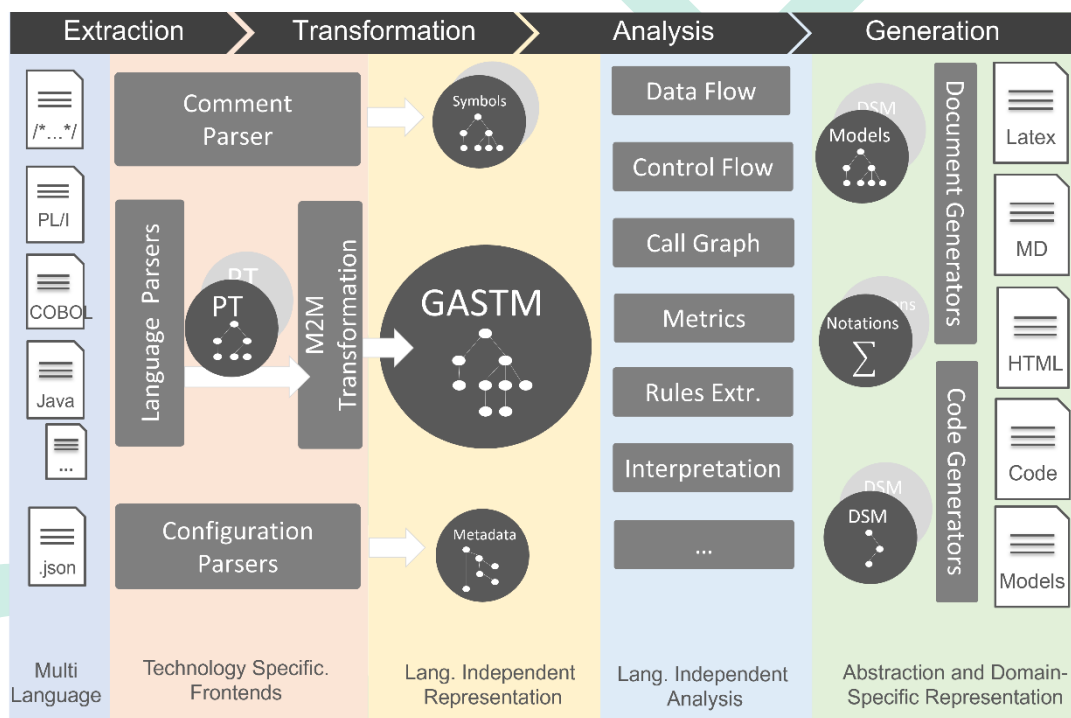 Extraction
Transformation
Analysis
Generation
/*...*/
PL/I
COBOL
Java
...
.json
Comment
Parser
Language Parsers
PT
PT
M2M
Transformation
Configuration
Parsers
Symbols
GASTM
Metadata
Data Flow
Control Flow
Call Graph
Metrics
Rules Extr.
Interpretation
...
DSM
Models
Notations
∑
DSM
DSM
Document Generators
Code Generators
Latex
MD
HTML
Code
Models
Multi
Language
Technology Specific.
Frontends
Lang. Independent
Representation
Lang. Independent
Analysis
Abstraction and Domain-
Specific Representation